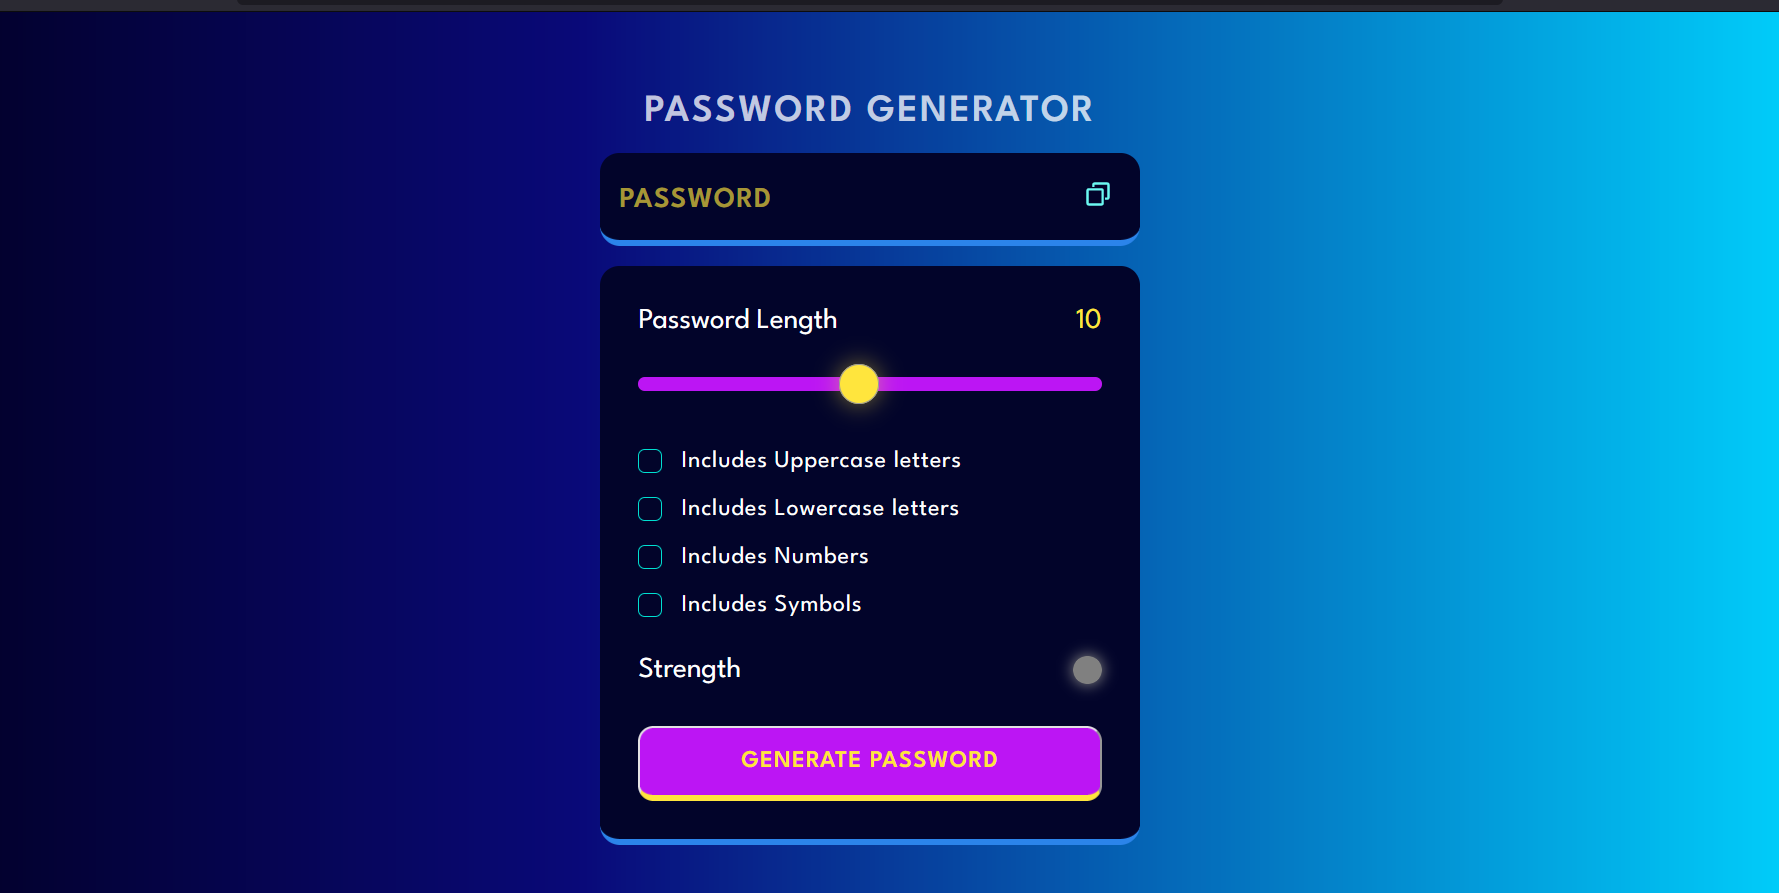 PASSWORD GENERATOR
PASSWORD
Password Length 10
Includes Uppercase letters
Includes Lowercase letters
Includes Numbers
Includes Symbols
Strength
GENERATE PASSWORD